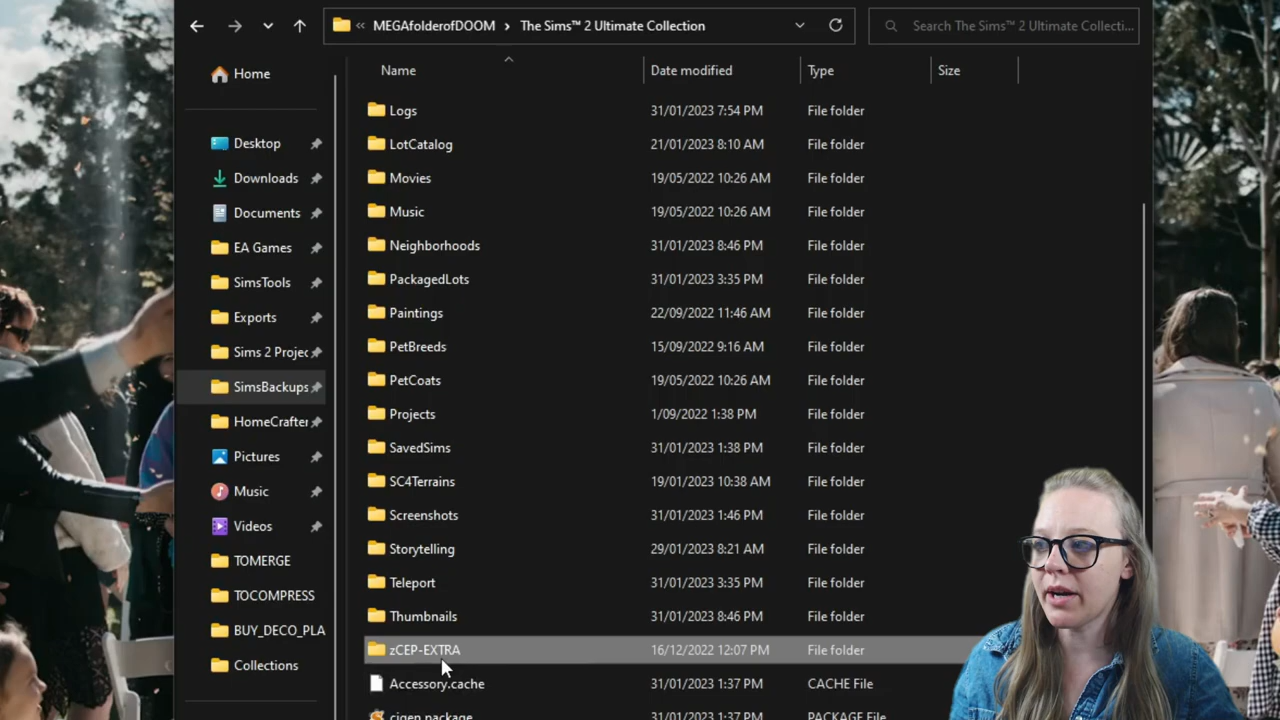 « MEGAfolderofDOOM > The Sims™ 2 Ultimate Collection
Search The Sims™ 2 Ultimate Collecti...
Home
Desktop
Downloads
Documents
EA Games
SimsTools
Exports
Sims 2 Projec
SimsBackups
HomeCrafter
Pictures
Music
Videos
TOMERGE
TOCOMPRESS
BUY_DECO_PLA
Collections
Name Date modified Type Size
Logs 31/01/2023 7:54 PM File folder
LotCatalog 21/01/2023 8:10 AM File folder
Movies 19/05/2022 10:26 AM File folder
Music 19/05/2022 10:26 AM File folder
Neighborhoods 31/01/2023 8:46 PM File folder
PackagedLots 31/01/2023 3:35 PM File folder
Paintings 22/09/2022 11:46 AM File folder
PetBreeds 15/09/2022 9:16 AM File folder
PetCoats 19/05/2022 10:26 AM File folder
Projects 1/09/2022 1:38 PM File folder
SavedSims 31/01/2023 1:38 PM File folder
SC4Terrains 19/01/2023 10:38 AM File folder
Screenshots 31/01/2023 1:46 PM File folder
Storytelling 29/01/2023 8:21 AM File folder
Teleport 31/01/2023 3:35 PM File folder
Thumbnails 31/01/2023 8:46 PM File folder
zCEP-EXTRA 16/12/2022 12:07 PM File folder
Accessory.cache 31/01/2023 1:37 PM CACHE File
cigen.package 31/01/2023 1:37 PM PACKAGE File